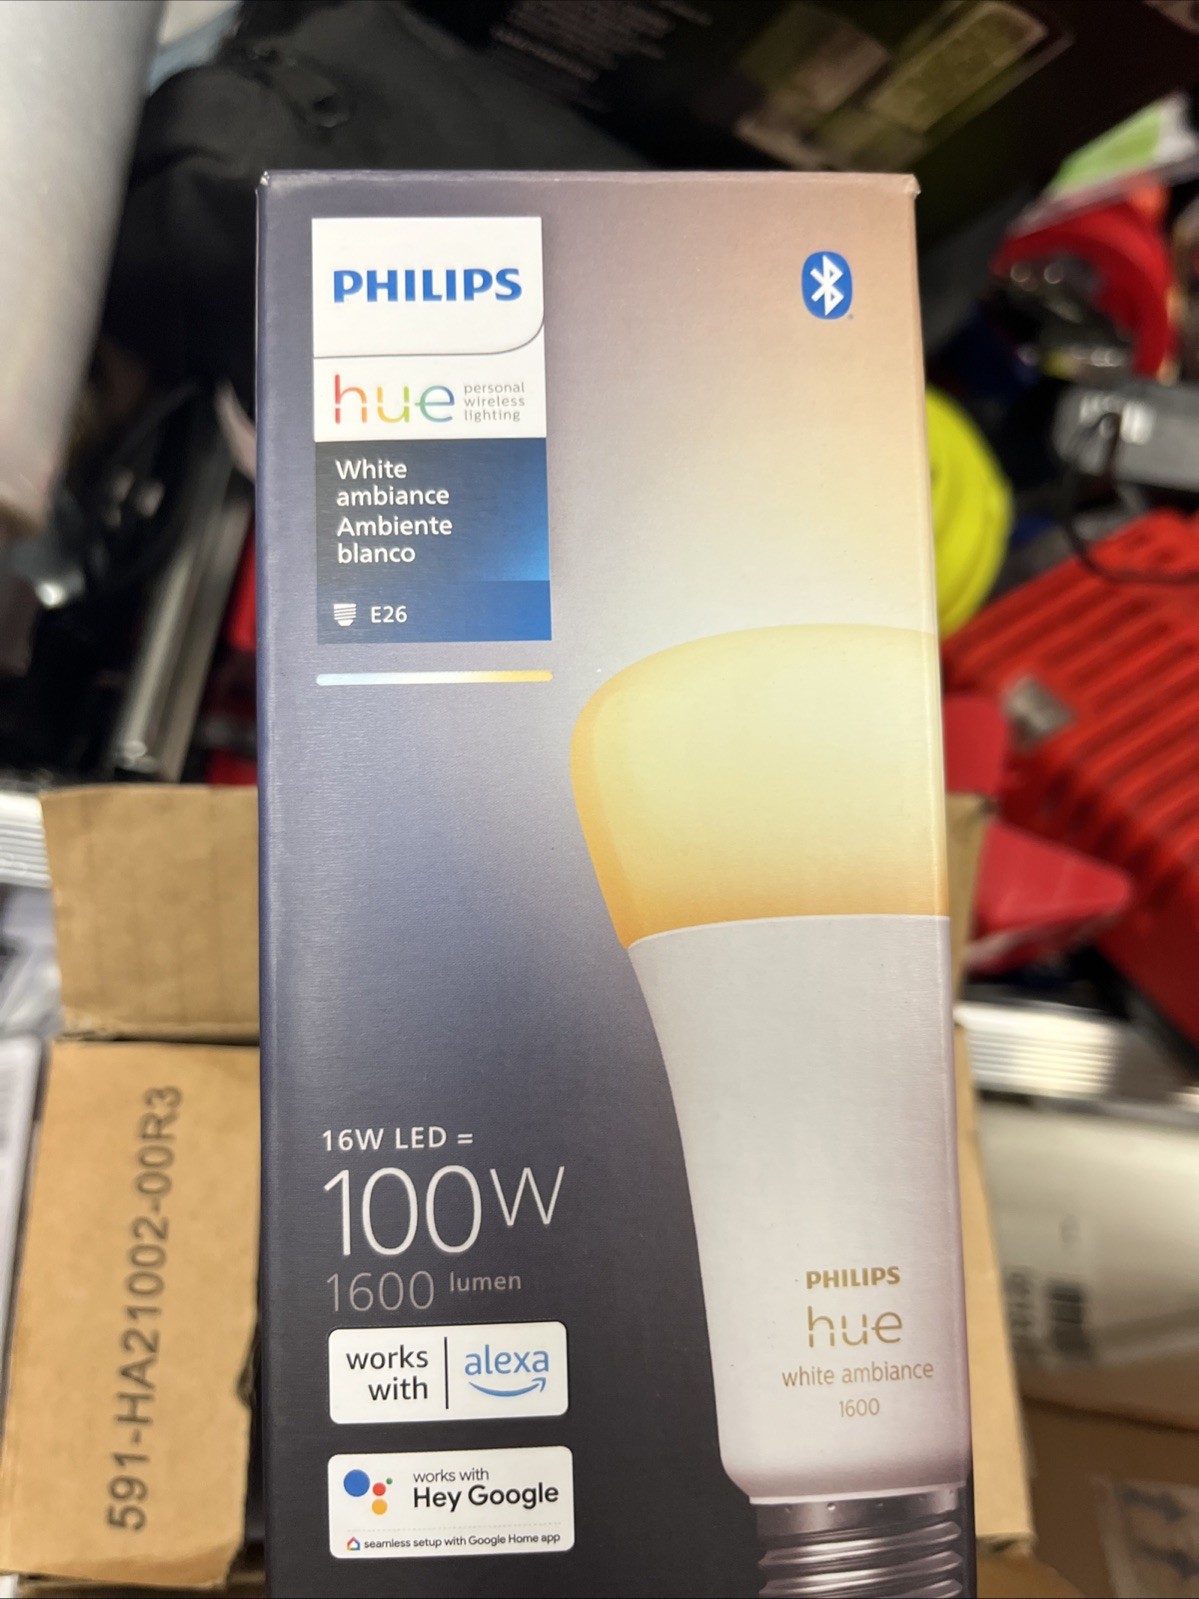 PHILIPS
hue
personal
wireless
lighting
White
ambiance
Ambiente
blanco
E26
16W LED =
100W
1600 lumen
works
with
alexa
works with
Hey Google
seamless setup with Google Home app
PHILIPS
hue
white ambiance
1600
591-HA21002-00R3